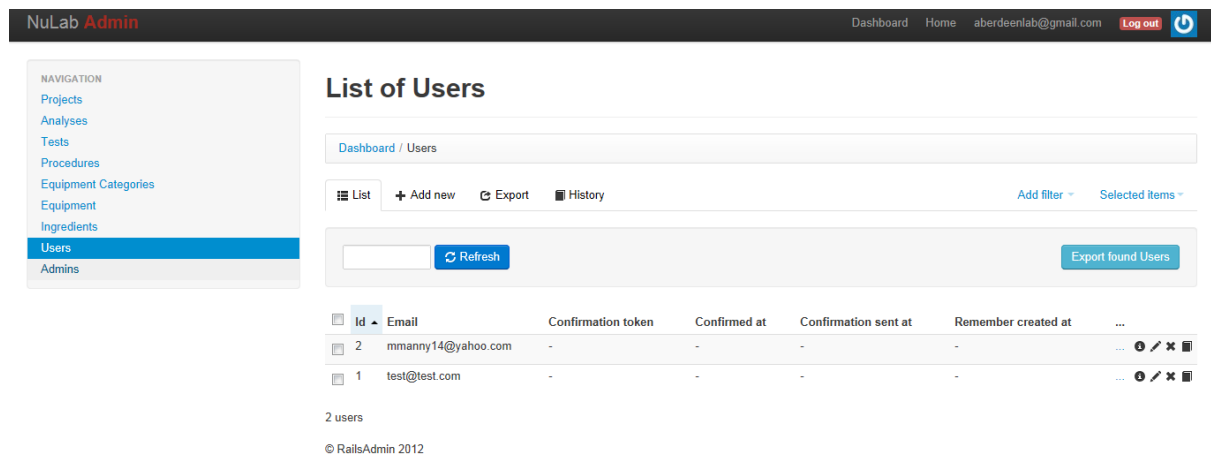 NuLab Admin Dashboard Home aberdeenlab@gmail.com Log out
NAVIGATION
Projects
Analyses
Tests
Procedures
Equipment Categories
Equipment
Ingredients
Users
Admins
List of Users
Dashboard / Users
List Add new Export History Add filter Selected items
Refresh Export found Users
Id Email Confirmation token Confirmed at Confirmation sent at Remember created at ...
2 mmanny14@yahoo.com - - - - ...
1 test@test.com - - - - ...
2 users
© RailsAdmin 2012